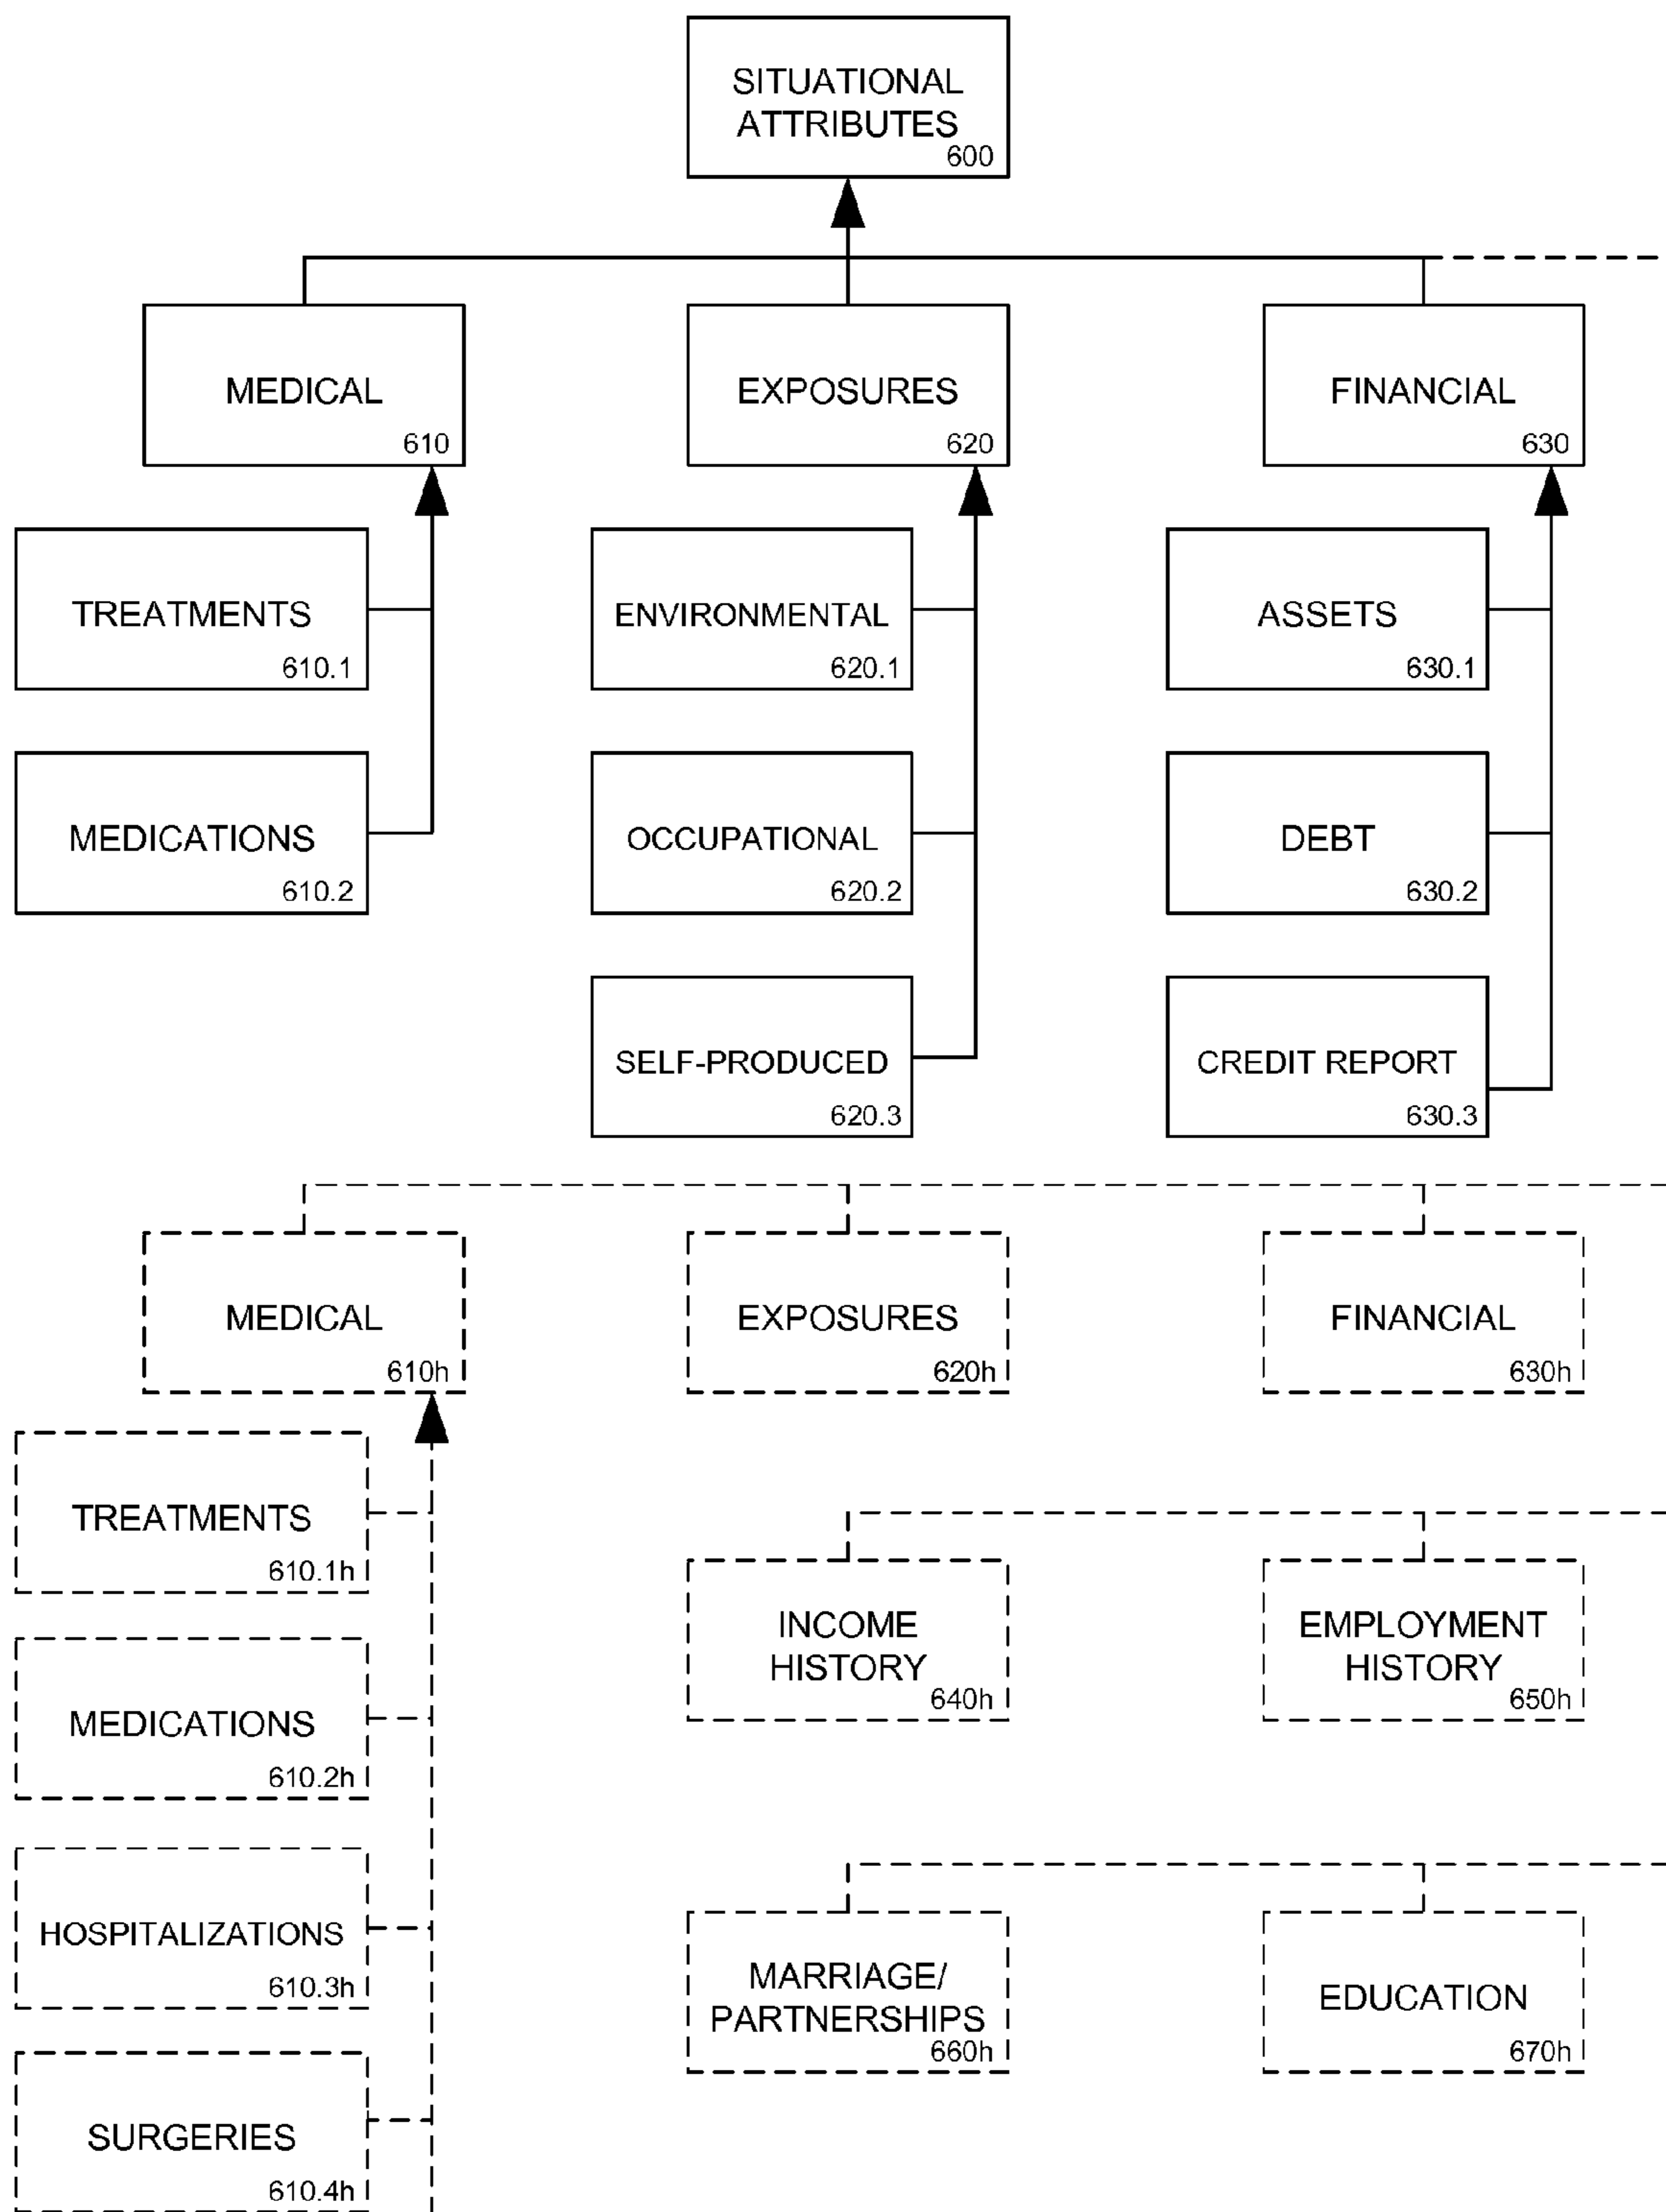 SITUATIONAL
ATTRIBUTES
600
MEDICAL
610
EXPOSURES
620
FINANCIAL
630
TREATMENTS
610.1
ENVIRONMENTAL
620.1
ASSETS
630.1
MEDICATIONS
610.2
OCCUPATIONAL
620.2
DEBT
630.2
SELF-PRODUCED
620.3
CREDIT REPORT
630.3
MEDICAL
610h
EXPOSURES
620h
FINANCIAL
630h
TREATMENTS
610.1h
INCOME
HISTORY
640h
EMPLOYMENT
HISTORY
650h
MEDICATIONS
610.2h
HOSPITALIZATIONS
610.3h
MARRIAGE/
PARTNERSHIPS
660h
EDUCATION
670h
SURGERIES
610.4h